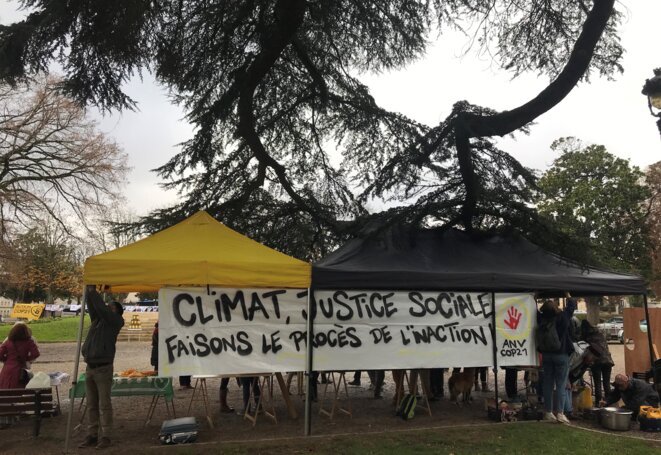 CLIMAT, JUSTICE SOCIALE
FAISONS LE PROCÈS DE L'INACTION!
ANV
COP21